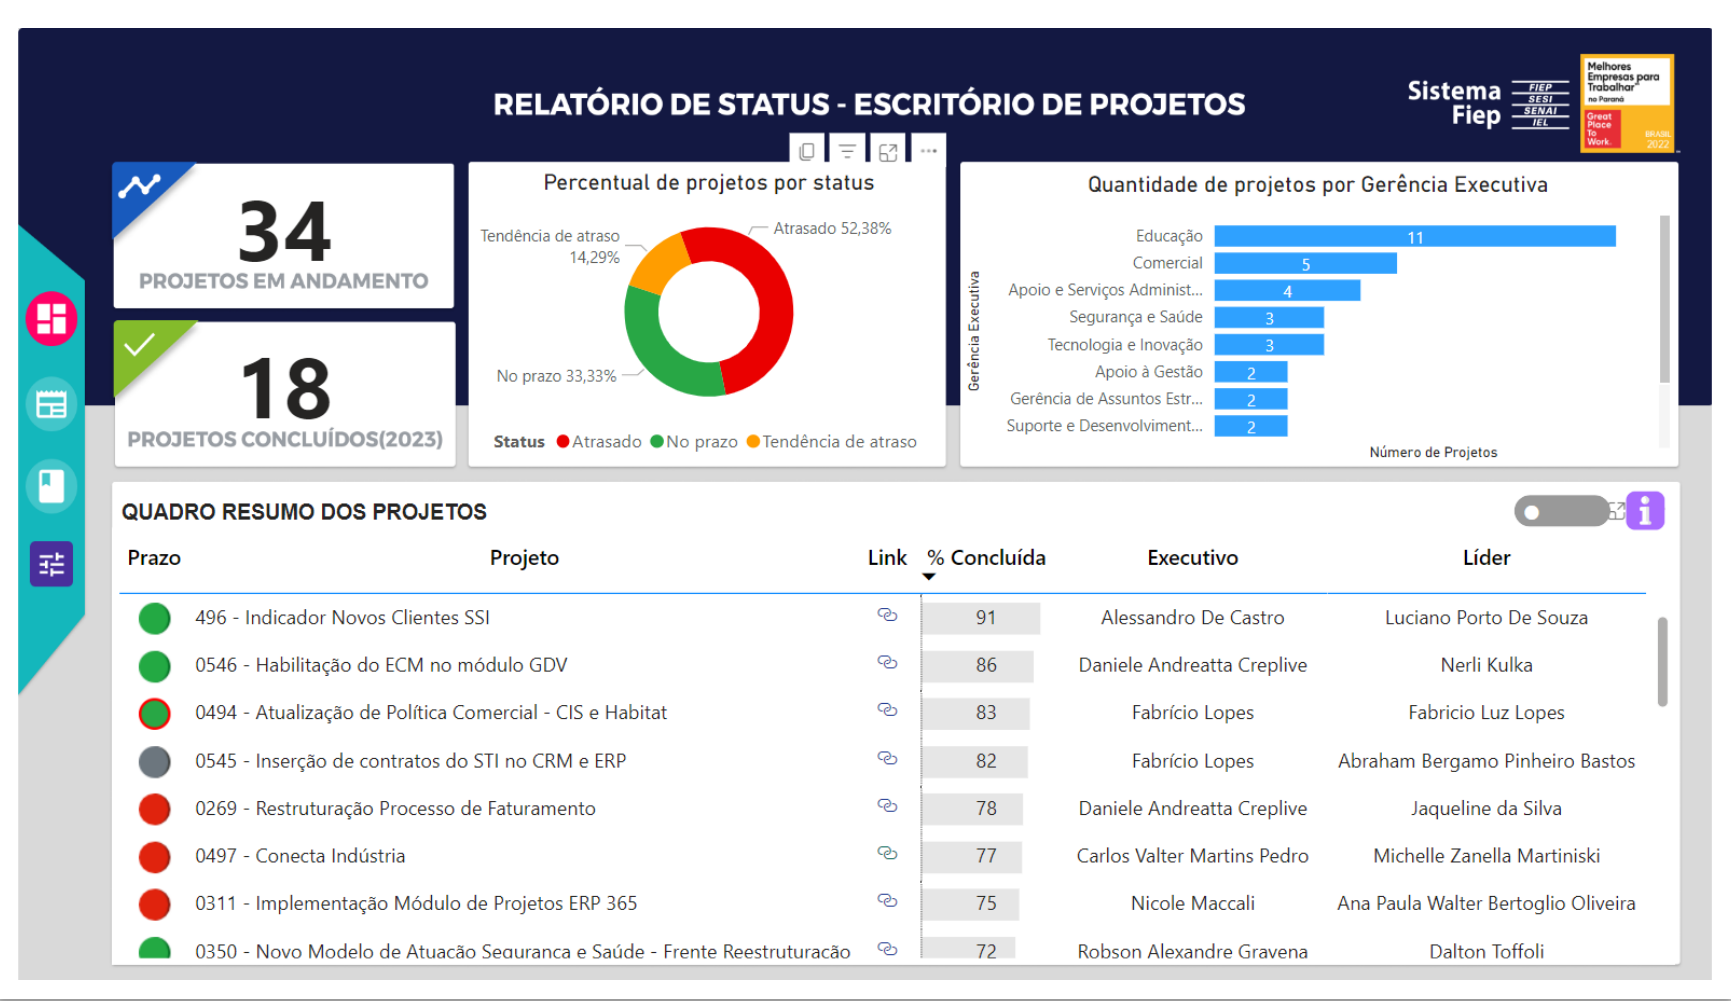 RELATÓRIO DE STATUS - ESCRITÓRIO DE PROJETOS
Sistema
Fiep
FIEP
SESI
SENAI
IEL
Melhores
Empresas para
Trabalhar
no Paraná
Great
Place
To
Work.
BRASIL
2022
34
PROJETOS EM ANDAMENTO
18
PROJETOS CONCLUÍDOS(2023)
Percentual de projetos por status
Tendência de atraso
14,29%
Atrasado 52,38%
No prazo 33,33%
Status Atrasado No prazo Tendência de atraso
Quantidade de projetos por Gerência Executiva
Gerência Executiva
Educação 11
Comercial 5
Apoio e Serviços Administ... 4
Segurança e Saúde 3
Tecnologia e Inovação 3
Apoio à Gestão 2
Gerência de Assuntos Estr... 2
Suporte e Desenvolviment... 2
Número de Projetos
QUADRO RESUMO DOS PROJETOS
Prazo Projeto Link % Concluída Executivo Líder
496 - Indicador Novos Clientes SSI 91 Alessandro De Castro Luciano Porto De Souza
0546 - Habilitação do ECM no módulo GDV 86 Daniele Andreatta Creplive Nerli Kulka
0494 - Atualização de Política Comercial - CIS e Habitat 83 Fabrício Lopes Fabricio Luz Lopes
0545 - Inserção de contratos do STI no CRM e ERP 82 Fabrício Lopes Abraham Bergamo Pinheiro Bastos
0269 - Restruturação Processo de Faturamento 78 Daniele Andreatta Creplive Jaqueline da Silva
0497 - Conecta Indústria 77 Carlos Valter Martins Pedro Michelle Zanella Martiniski
0311 - Implementação Módulo de Projetos ERP 365 75 Nicole Maccali Ana Paula Walter Bertoglio Oliveira
0350 - Novo Modelo de Atuação Segurança e Saúde - Frente Reestruturação 72 Robson Alexandre Gravena Dalton Toffoli